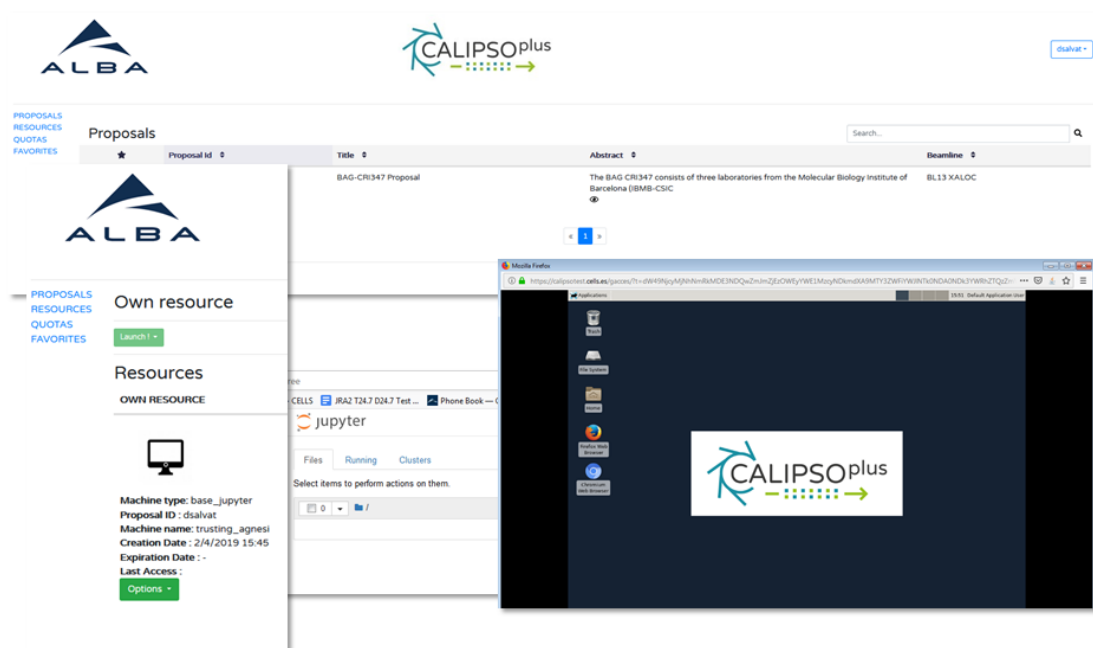 ALBA
CALIPSOplus
dsalvat
PROPOSALS
RESOURCES
QUOTAS
FAVORITES
Proposals
Search...
Proposal Id
Title
Abstract
Beamline
BAG-CRI347 Proposal
The BAG CRI347 consists of three laboratories from the Molecular Biology Institute of
Barcelona (IBMB-CSIC
BL13 XALOC
« 1 »
ALBA
PROPOSALS
RESOURCES
QUOTAS
FAVORITES
Own resource
Launch !
Resources
OWN RESOURCE
Machine type: base_jupyter
Proposal ID : dsalvat
Machine name: trusting_agnesi
Creation Date : 2/4/2019 15:45
Expiration Date : -
Last Access :
Options
CELLS
JRA2 T24.7 D24.7 Test ...
Phone Book —
jupyter
Files
Running
Clusters
Select items to perform actions on them.
0
/
Mozilla Firefox
Applications
15:51 Default Application User
Trash
File System
Home
Firefox Web
Browser
Chromium
Web Browser
CALIPSOplus